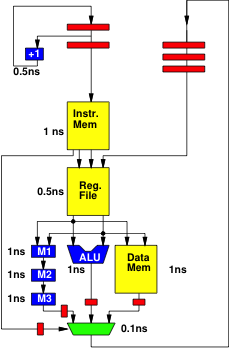 +1
0.5ns
Instr.
Mem
1 ns
Reg.
File
0.5ns
1ns
M1
ALU
Data
Mem
1ns
1ns
1ns
M2
1ns
M3
0.1ns